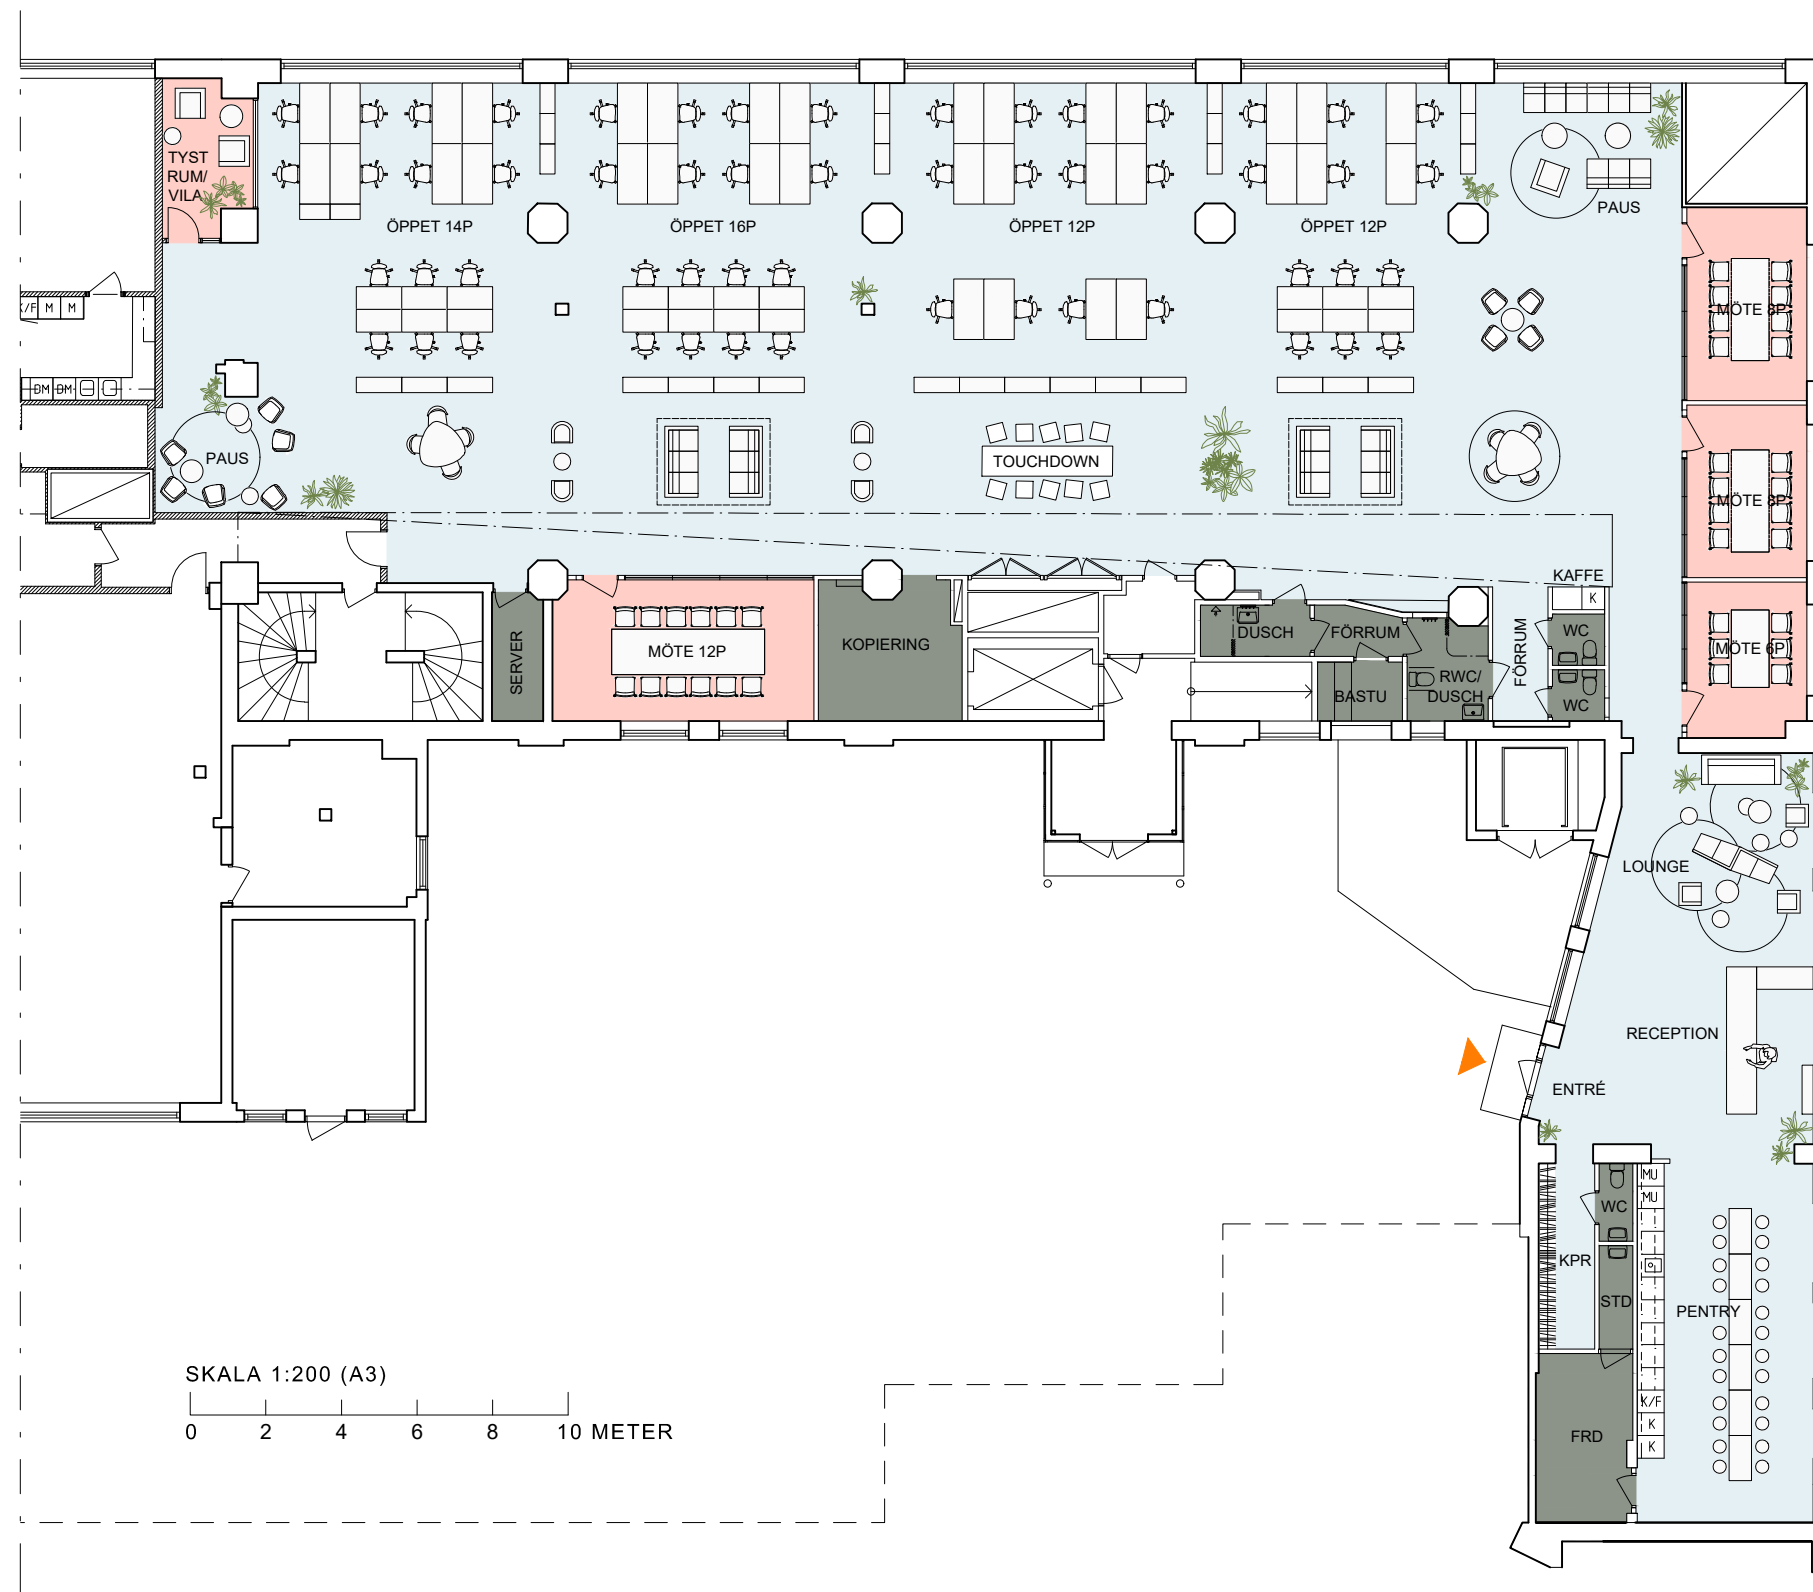 TYST
RUM/
VILA
ÖPPET 14P
ÖPPET 16P
ÖPPET 12P
ÖPPET 12P
PAUS
K/F M M
MÖTE 8P
DM DM
PAUS
TOUCHDOWN
MÖTE 8P
KAFFE
K
SERVER
MÖTE 12P
KOPIERING
DUSCH
FÖRRUM
BASTU
RWC/
DUSCH
FÖRRUM
WC
WC
MÖTE 6P
LOUNGE
RECEPTION
ENTRÉ
MU
MU
WC
KPR
STD
PENTRY
K/F
K
K
FRD
SKALA 1:200 (A3)
0 2 4 6 8 10 METER